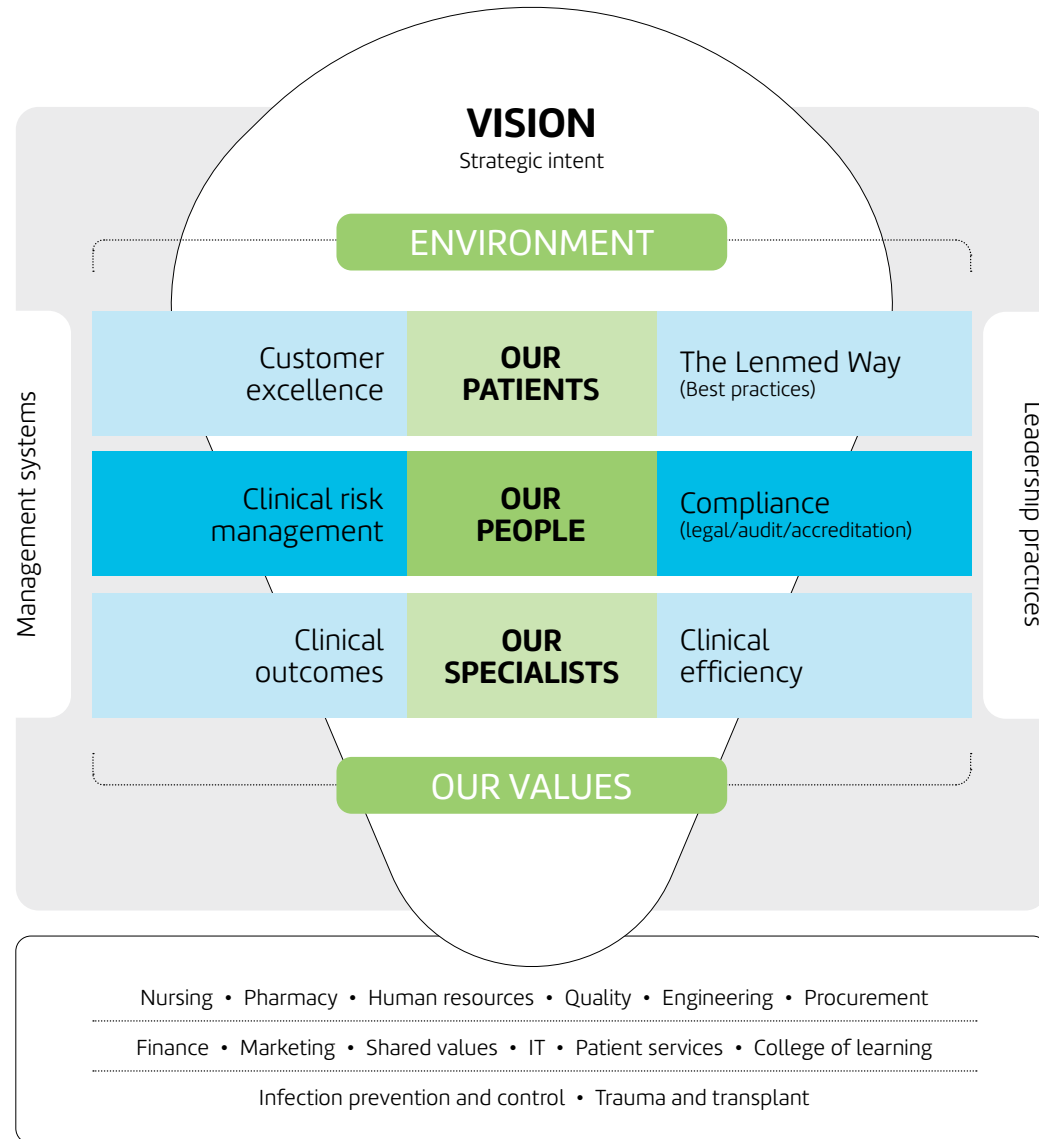 VISION
Strategic intent
ENVIRONMENT
Management systems
Customer
excellence
OUR
PATIENTS
The Lenmed Way
(Best practices)
Clinical risk
management
OUR
PEOPLE
Compliance
(legal/audit/accreditation)
Clinical
outcomes
OUR
SPECIALISTS
Clinical
efficiency
Leadership practices
OUR VALUES
Nursing • Pharmacy • Human resources • Quality • Engineering • Procurement
Finance • Marketing • Shared values • IT • Patient services • College of learning
Infection prevention and control • Trauma and transplant